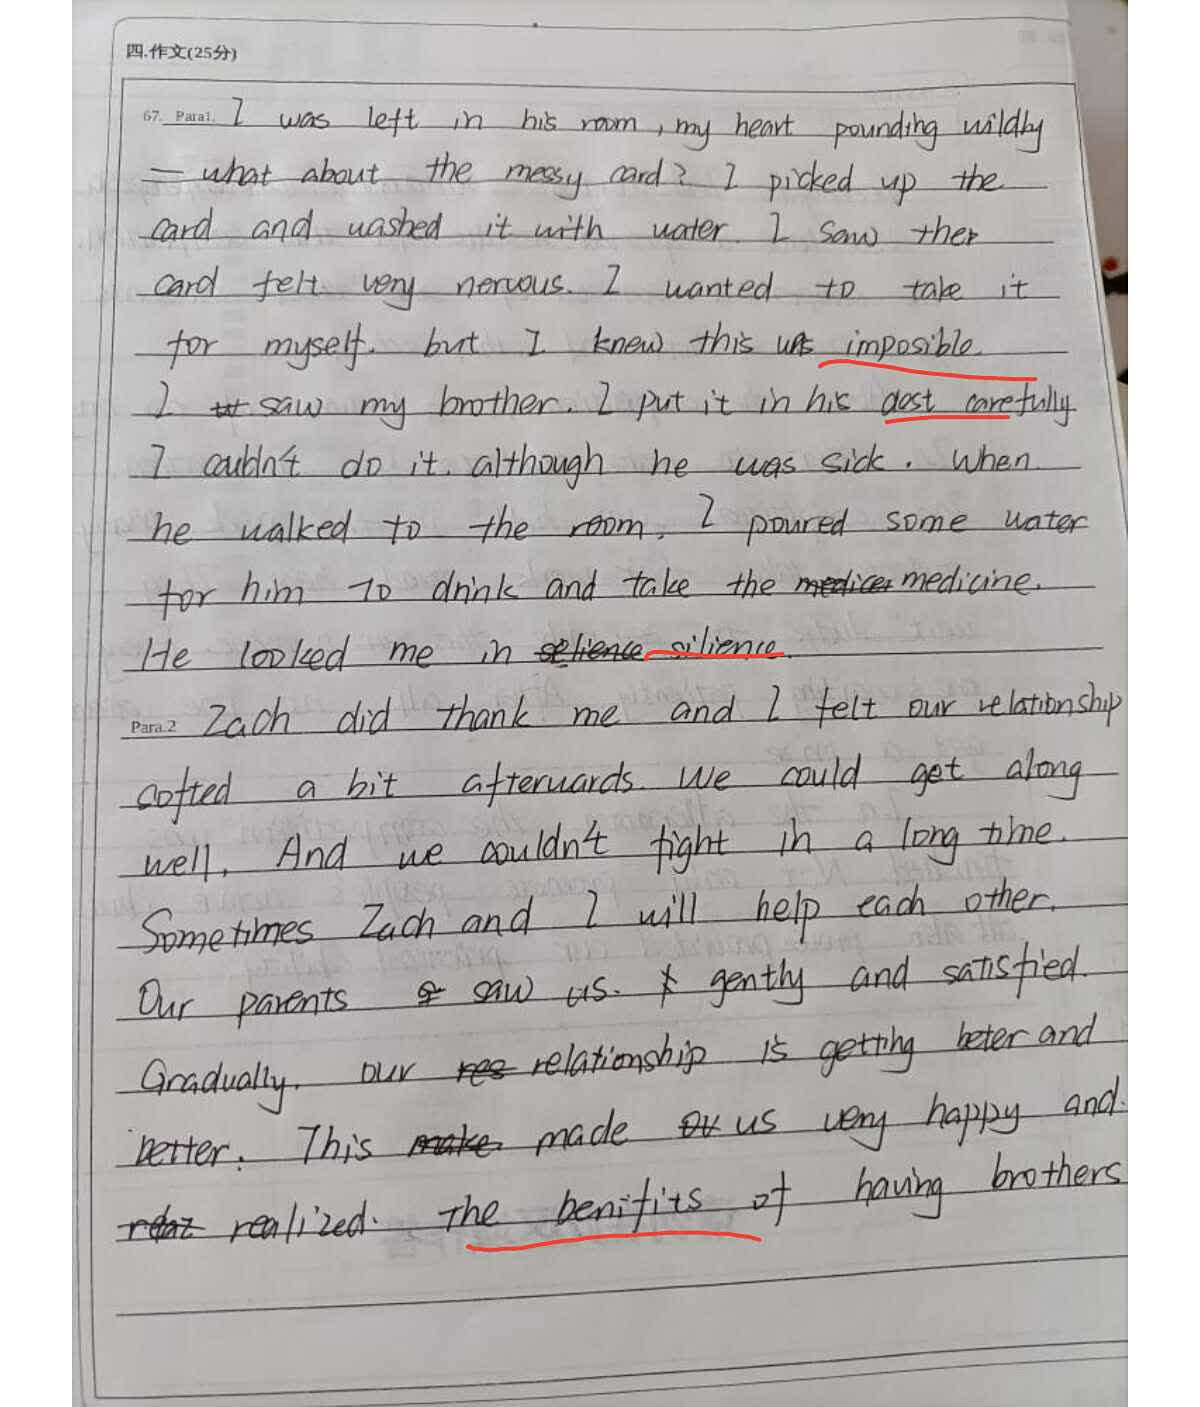 四.作文(25分)
67. Para1. I was left in his room, my heart pounding wildly
— what about the messy card? I picked up the
card and washed it with water. I saw ther
card felt very nervous. I wanted to take it
for myself. but I knew this was imposible.
I saw my brother. I put it in his dost carefully
I couldn't do it. although he was sick. When
he walked to the room, I poured some water
for him to drink and take the medicine.
He looked me in silience.
Para.2 Zach did thank me and I felt our relationship
softed a bit afterwards. We could get along
well. And we couldn't fight in a long time.
Sometimes Zach and I will help each other.
Our parents saw us. gently and satisfied.
Gradually. our relationship is getting beter and
better. This made us very happy and.
realized. The benifits of having brothers